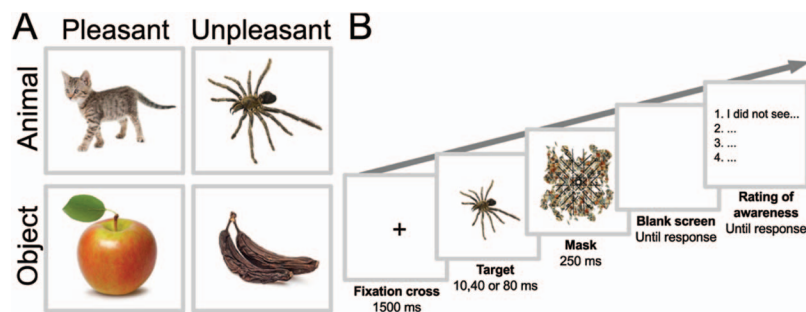 A
Pleasant
Unpleasant
Animal
Object
B
+
Fixation cross
1500 ms
Target
10,40 or 80 ms
Mask
250 ms
Blank screen
Until response
1. I did not see...
2. ...
3. ...
4. ...
Rating of
awareness
Until response